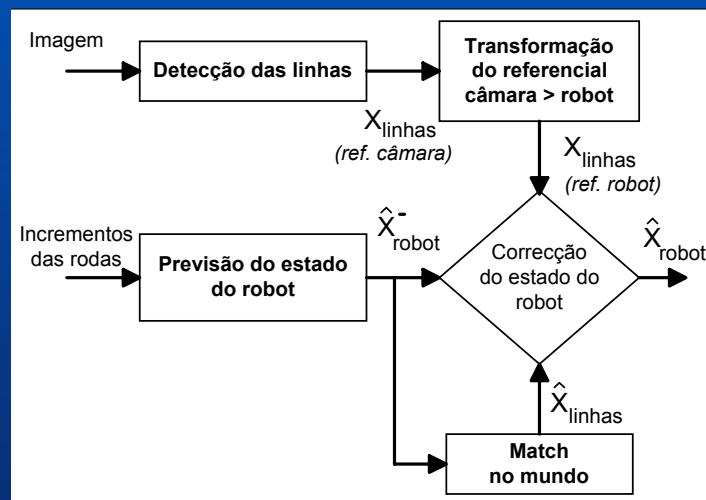 Imagem
Detecção das linhas
Transformação
do referencial
câmara > robot
X linhas
(ref. câmara)
X linhas
(ref. robot)
Incrementos
das rodas
Previsão do estado
do robot
X̂⁻ robot
Correcção
do estado do
robot
X̂ robot
X̂ linhas
Match
no mundo